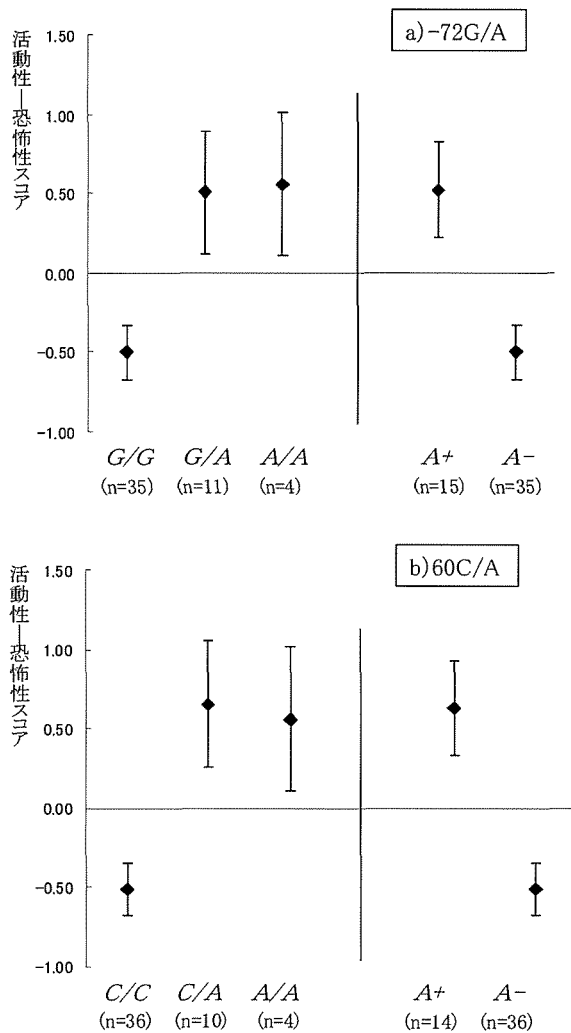 a)-72G/A
活動性―恐怖性スコア
1.50
1.00
0.50
0.00
-0.50
-1.00
G/G G/A A/A A+ A-
(n=35) (n=11) (n=4) (n=15) (n=35)
b)60C/A
活動性―恐怖性スコア
1.50
1.00
0.50
0.00
-0.50
-1.00
C/C C/A A/A A+ A-
(n=36) (n=10) (n=4) (n=14) (n=36)